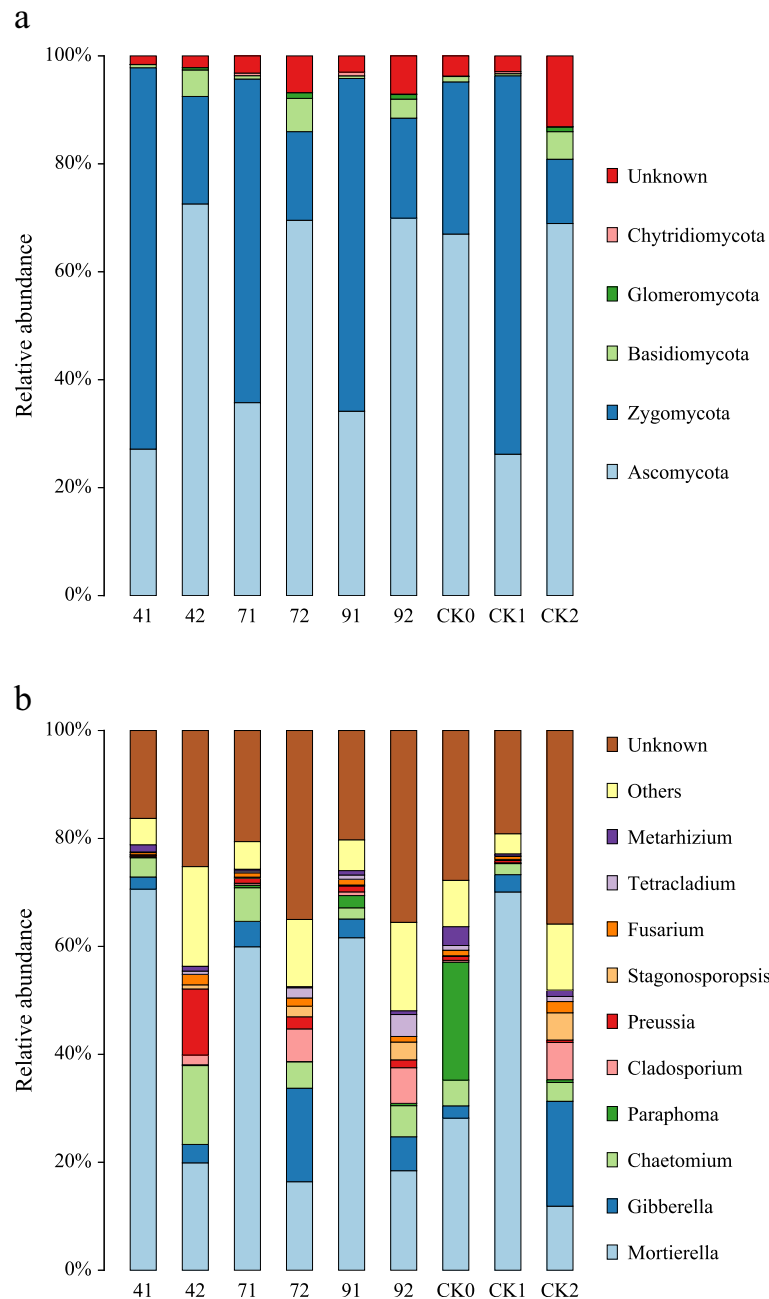 a
100%
80%
60%
40%
20%
0%
Relative abundance
41 42 71 72 91 92 CK0 CK1 CK2
Unknown
Chytridiomycota
Glomeromycota
Basidiomycota
Zygomycota
Ascomycota
b
100%
80%
60%
40%
20%
0%
Relative abundance
41 42 71 72 91 92 CK0 CK1 CK2
Unknown
Others
Metarhizium
Tetracladium
Fusarium
Stagonosporopsis
Preussia
Cladosporium
Paraphoma
Chaetomium
Gibberella
Mortierella